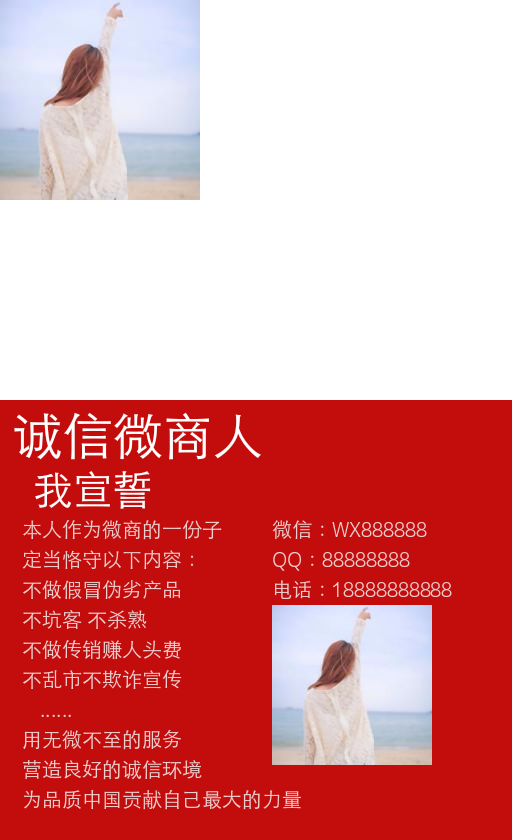 诚信微商人
我宣誓
本人作为微商的一份子
定当恪守以下内容：
不做假冒伪劣产品
不坑客 不杀熟
不做传销赚人头费
不乱市不欺诈宣传
......
用无微不至的服务
营造良好的诚信环境
为品质中国贡献自己最大的力量
微信：WX888888
QQ：88888888
电话：18888888888